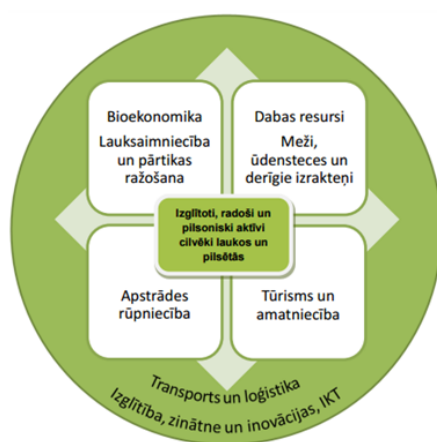 Bioekonomika
Lauksaimniecība
un pārtikas
ražošana
Dabas resursi
Meži,
ūdensteces un
derīgie izrakteņi
Izglītoti, radoši un
pilsoniski aktīvi
cilvēki laukos un
pilsētās
Apstrādes
rūpniecība
Tūrisms un
amatniecība
Transports un loģistika
Izglītība, zinātne un inovācijas, IKT